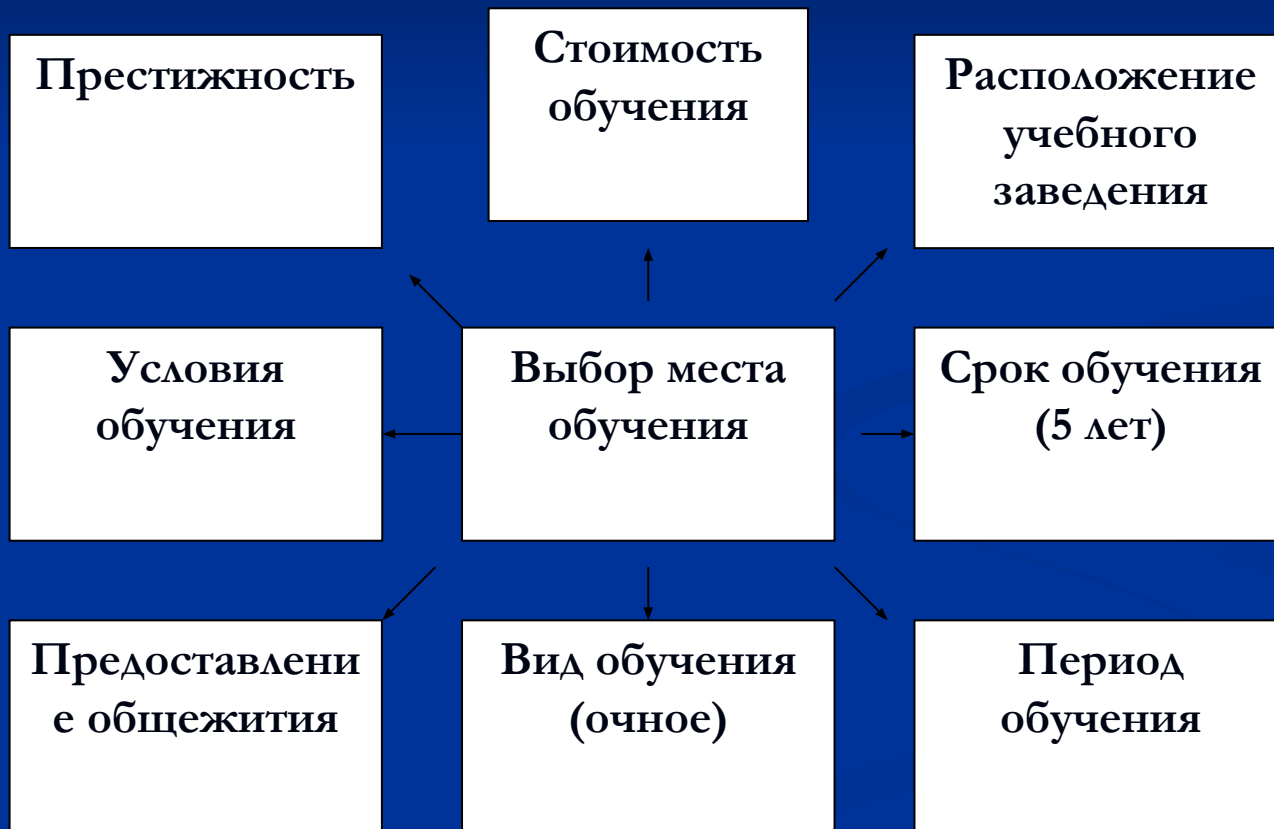 Престижность
Стоимость
обучения
Расположение
учебного
заведения
Условия
обучения
Выбор места
обучения
Срок обучения
(5 лет)
Предоставлени
е общежития
Вид обучения
(очное)
Период
обучения